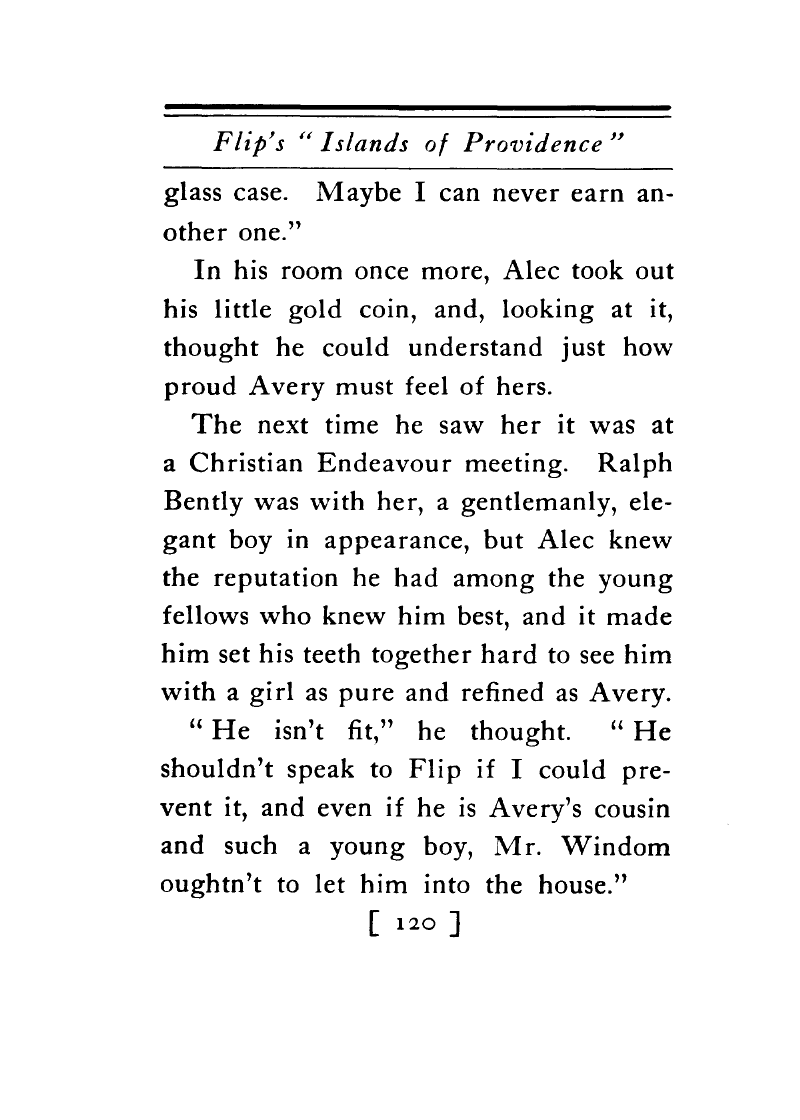 Flip's “ Islands of Providence ”
glass case. Maybe I can never earn an-
other one.”
In his room once more, Alec took out
his little gold coin, and, looking at it,
thought he could understand just how
proud Avery must feel of hers.
The next time he saw her it was at
a Christian Endeavour meeting. Ralph
Bently was with her, a gentlemanly, ele-
gant boy in appearance, but Alec knew
the reputation he had among the young
fellows who knew him best, and it made
him set his teeth together hard to see him
with a girl as pure and refined as Avery.
“ He isn't fit,” he thought. “ He
shouldn't speak to Flip if I could pre-
vent it, and even if he is Avery's cousin
and such a young boy, Mr. Windom
oughtn't to let him into the house.”
[ 120 ]